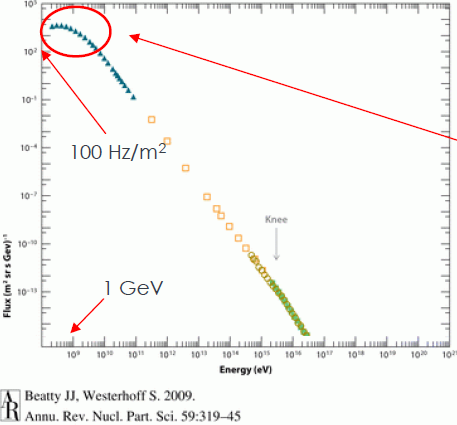 10⁵
10²
10⁻¹
100 Hz/m²
10⁻⁴
10⁻⁷
Knee
10⁻¹⁰
1 GeV
10⁻¹³
Flux (m² sr s Gev)⁻¹
10⁹ 10¹⁰ 10¹¹ 10¹² 10¹³ 10¹⁴ 10¹⁵ 10¹⁶ 10¹⁷ 10¹⁸ 10¹⁹ 10²⁰ 10²¹
Energy (eV)
AR Beatty JJ, Westerhoff S. 2009.
Annu. Rev. Nucl. Part. Sci. 59:319–45